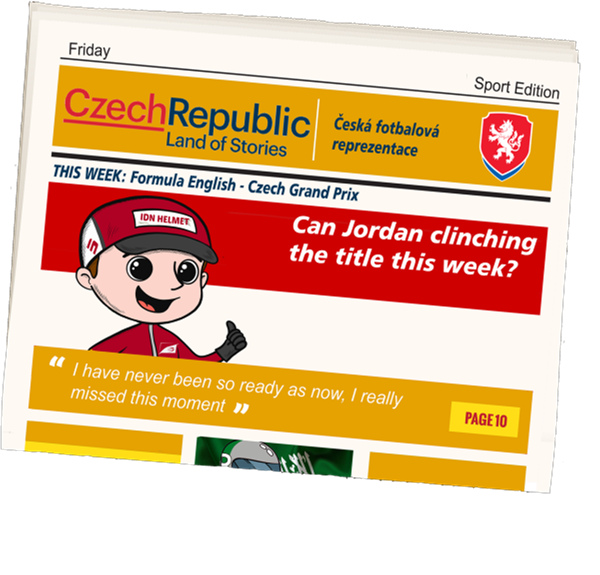 Friday
Sport Edition
CzechRepublic
Land of Stories
Česká fotbalová
reprezentace
THIS WEEK: Formula English - Czech Grand Prix
IDN HELMET
Can Jordan clinching
the title this week?
“ I have never been so ready as now, I really
missed this moment ”
PAGE 10